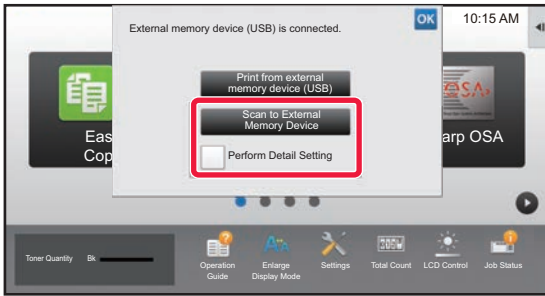 External memory device (USB) is connected.
OK
10:15 AM
Print from external
memory device (USB)
Scan to External
Memory Device
Perform Detail Setting
Eas
Cop
OSA
arp OSA
Toner Quantity
Bk
Operation
Guide
Enlarge
Display Mode
Settings
Total Count
LCD Control
Job Status